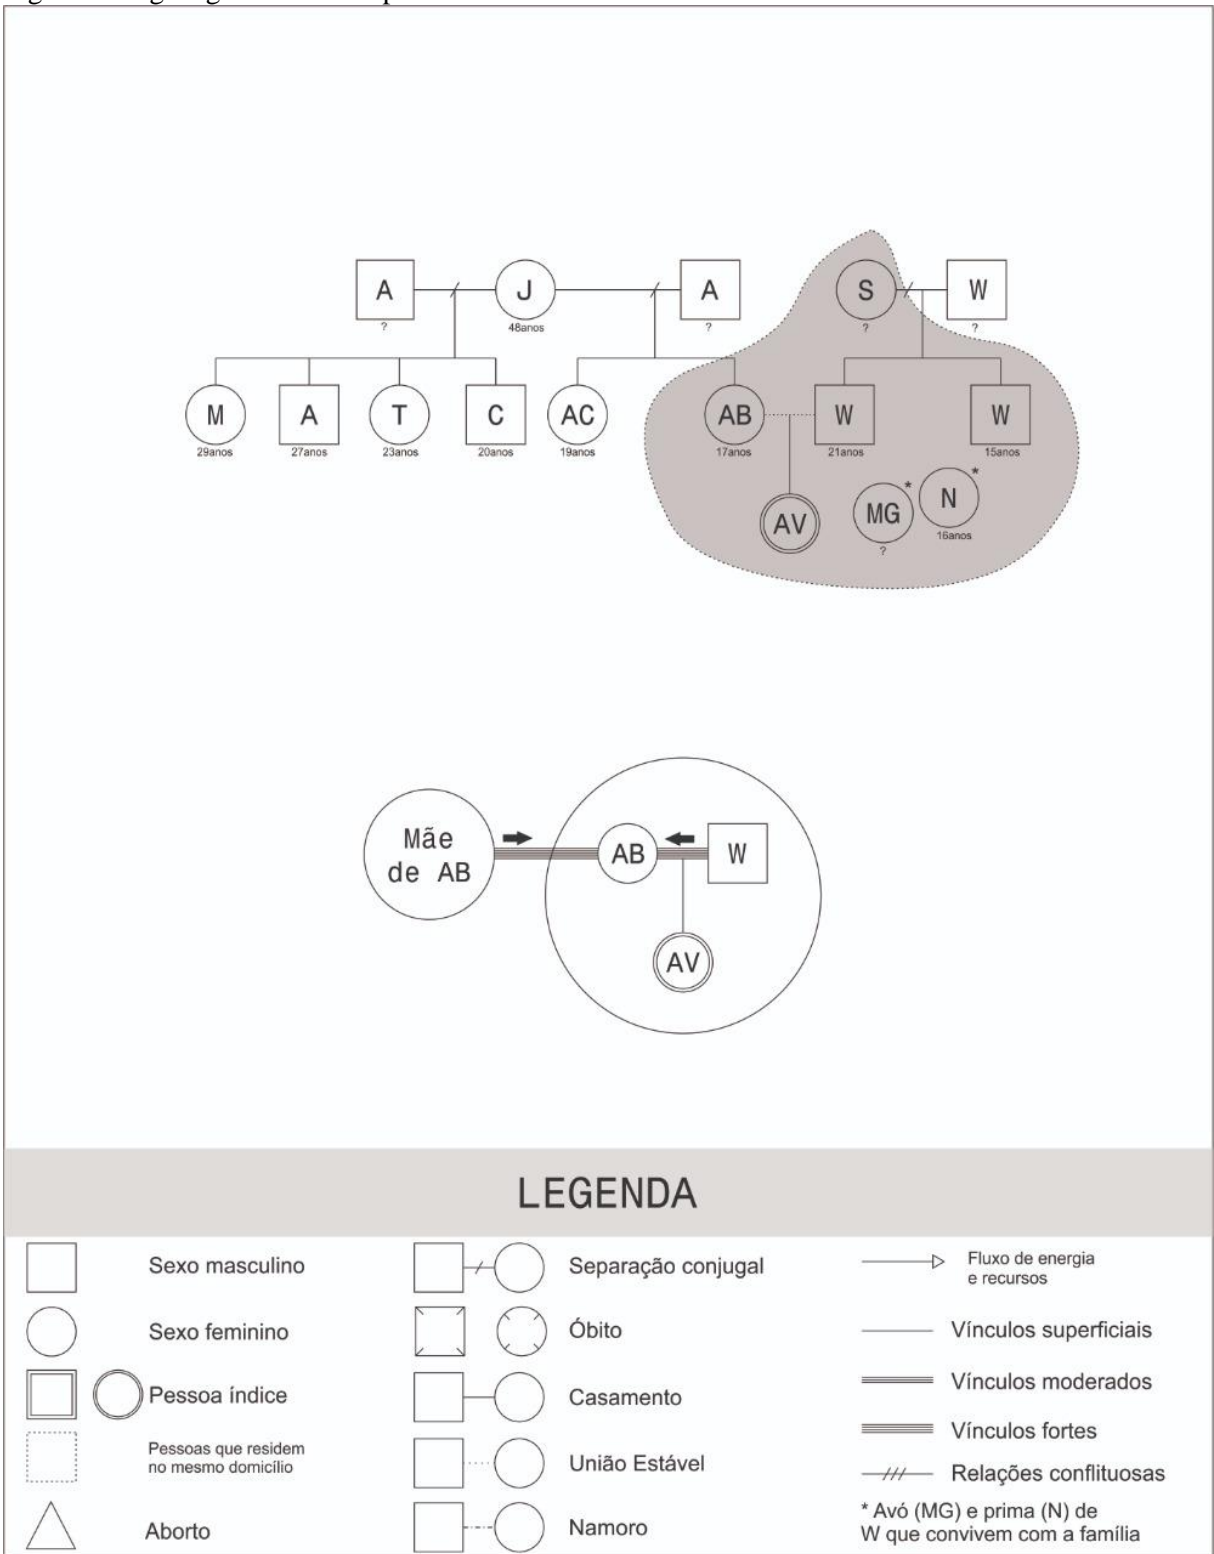 A J A S W
? 48anos ? ? ?
M A T C AC AB W W
29anos 27anos 23anos 20anos 19anos 17anos 21anos 15anos
AV MG * N *
? 16anos
Mãe
de AB
AB W
AV
LEGENDA
Sexo masculino
Sexo feminino
Pessoa índice
Pessoas que residem
no mesmo domicílio
Aborto
Separação conjugal
Óbito
Casamento
União Estável
Namoro
Fluxo de energia
e recursos
Vínculos superficiais
Vínculos moderados
Vínculos fortes
Relações conflituosas
* Avó (MG) e prima (N) de
W que convivem com a família